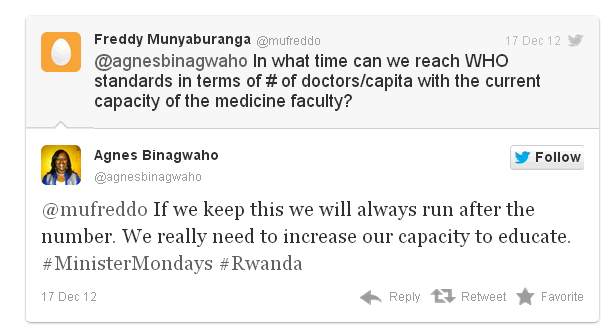 Freddy Munyaburanga @mufreddo 17 Dec 12
@agnesbinagwaho In what time can we reach WHO
standards in terms of # of doctors/capita with the current
capacity of the medicine faculty?
Agnes Binagwaho
@agnesbinagwaho
Follow
@mufreddo If we keep this we will always run after the
number. We really need to increase our capacity to educate.
#MinisterMondays #Rwanda
17 Dec 12 Reply Retweet Favorite